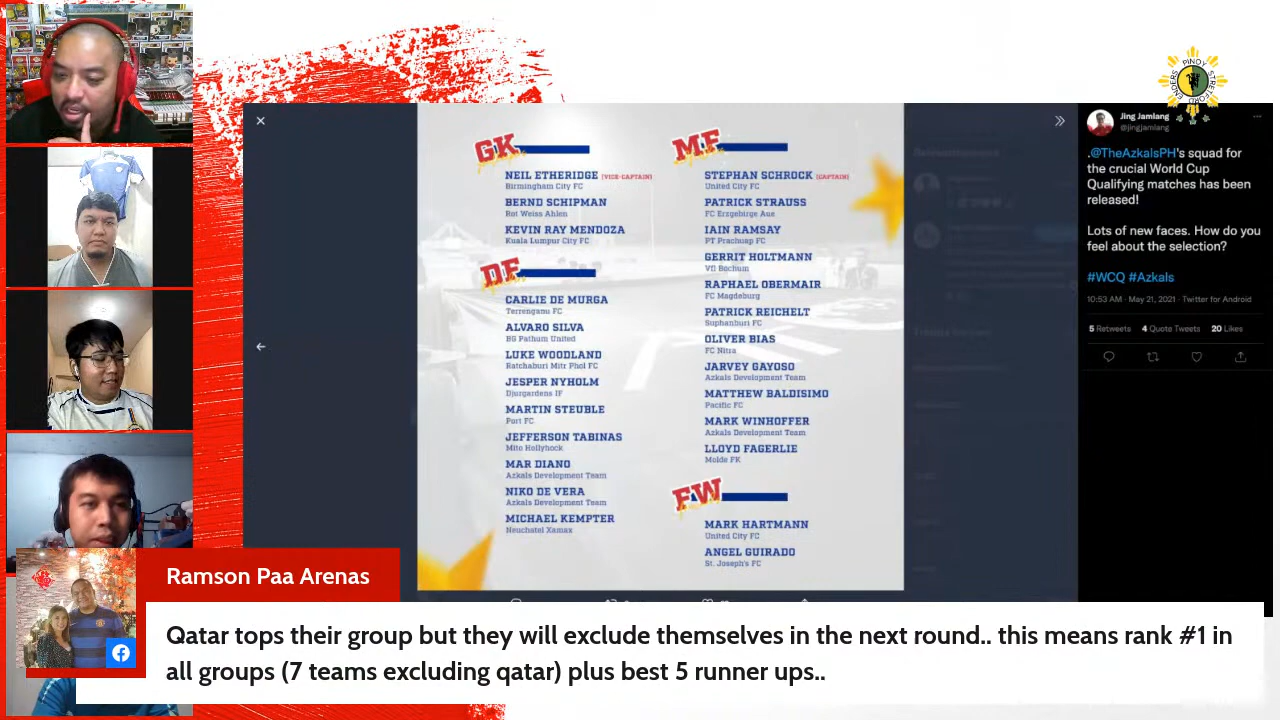 PINOY STRETFORD ENDERS
GK
NEIL ETHERIDGE (VICE-CAPTAIN)
Birmingham City FC
BERND SCHIPMAN
Rot Weiss Ahlen
KEVIN RAY MENDOZA
Kuala Lumpur City FC
DF
CARLIE DE MURGA
Terrengganu FC
ALVARO SILVA
BG Pathum United
LUKE WOODLAND
Ratchaburi Mitr Phol FC
JESPER NYHOLM
Djurgardens IF
MARTIN STEUBLE
Port FC
JEFFERSON TABINAS
Mito Hollyhock
MAR DIANO
Azkals Development Team
NIKO DE VERA
Azkals Development Team
MICHAEL KEMPTER
Neuchatel Xamax
MF
STEPHAN SCHROCK (CAPTAIN)
United City FC
PATRICK STRAUSS
FC Erzgebirge Aue
IAIN RAMSAY
PT Prachuap FC
GERRIT HOLTMANN
Vfl Bochum
RAPHAEL OBERMAIR
FC Magdeburg
PATRICK REICHELT
Suphanburi FC
OLIVER BIAS
FC Nitra
JARVEY GAYOSO
Azkals Development Team
MATTHEW BALDISIMO
Pacific FC
MARK WINHOFFER
Azkals Development Team
LLOYD FAGERLIE
Molde FK
FW
MARK HARTMANN
United City FC
ANGEL GUIRADO
St. Joseph's FC
Jing Jamlang
@jingjamlang
.@TheAzkalsPH's squad for
the crucial World Cup
Qualifying matches has been
released!
Lots of new faces. How do you
feel about the selection?
#WCQ #Azkals
10:53 AM · May 21, 2021 · Twitter for Android
5 Retweets 4 Quote Tweets 20 Likes
Ramson Paa Arenas
Qatar tops their group but they will exclude themselves in the next round.. this means rank #1 in
all groups (7 teams excluding qatar) plus best 5 runner ups..